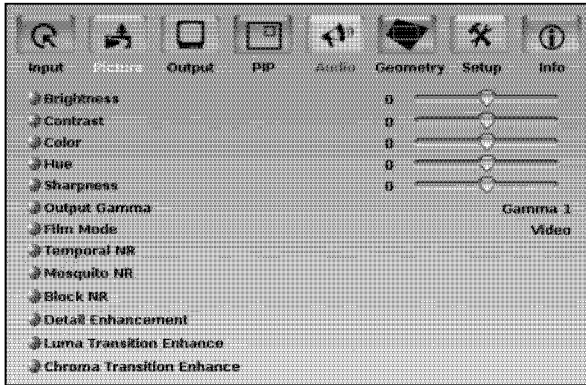 Input Picture Output PIP Audio Geometry Setup Info
Brightness 0
Contrast 0
Color 0
Hue 0
Sharpness 0
Output Gamma Gamma 1
Film Mode Video
Temporal NR
Mosquito NR
Block NR
Detail Enhancement
Luma Transition Enhance
Chroma Transition Enhance